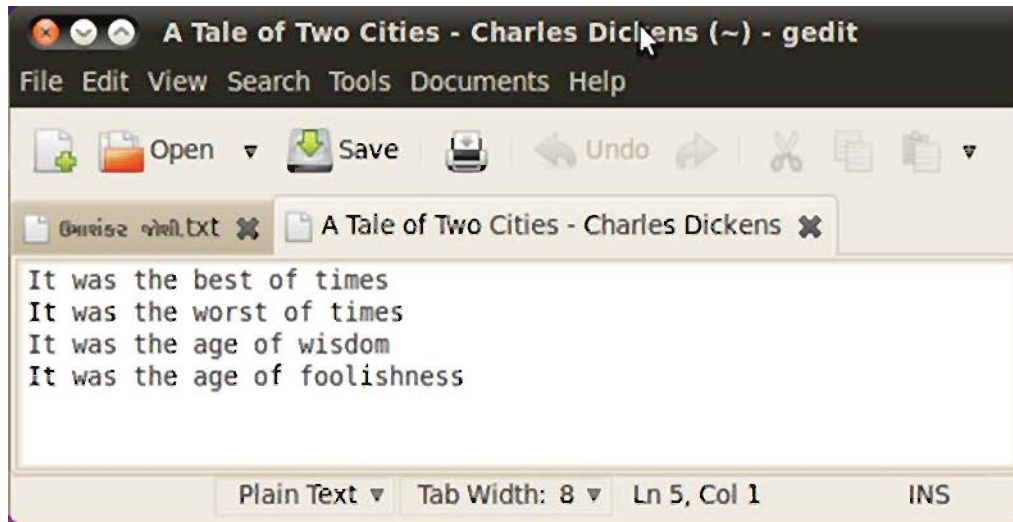 A Tale of Two Cities - Charles Dickens (~) - gedit
File Edit View Search Tools Documents Help
Open Save Undo
ઉમાશંકર જોશી.txt A Tale of Two Cities - Charles Dickens
It was the best of times
It was the worst of times
It was the age of wisdom
It was the age of foolishness
Plain Text Tab Width: 8 Ln 5, Col 1 INS